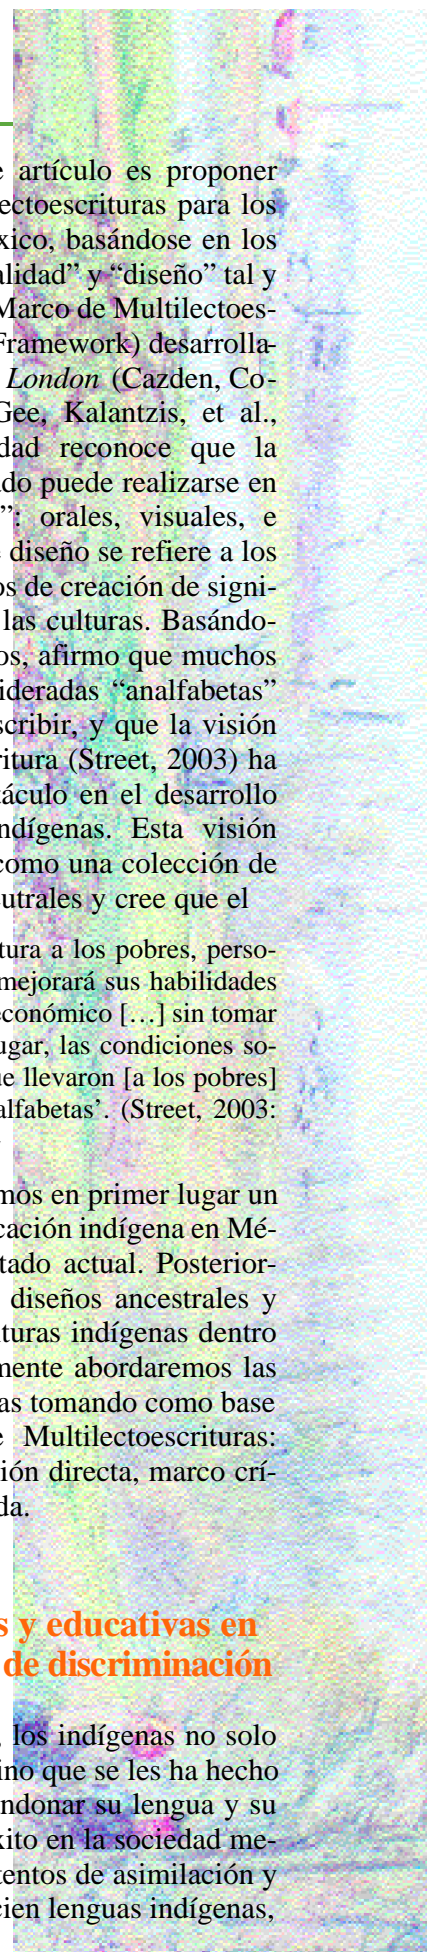 e artículo es proponer
ectoescrituras para los
xico, basándose en los
alidad” y “diseño” tal y
Marco de Multilectoes-
Framework) desarrolla-
London (Cazden, Co-
Gee, Kalantzis, et al.,
dad reconoce que la
ado puede realizarse en
”: orales, visuales, e
e diseño se refiere a los
os de creación de signi-
las culturas. Basándo-
os, afirmo que muchos
sideradas “analfabetas”
scribir, y que la visión
ritura (Street, 2003) ha
táculo en el desarrollo
ndígenas. Esta visión
como una colección de
eutrales y cree que el
tura a los pobres, perso-
mejorará sus habilidades
económico […] sin tomar
ugar, las condiciones so-
ue llevaron [a los pobres]
alfabetas’. (Street, 2003:
mos en primer lugar un
cación indígena en Mé-
tado actual. Posterior-
diseños ancestrales y
turas indígenas dentro
mente abordaremos las
as tomando como base
e Multilectoescrituras:
ción directa, marco crí-
da.
s y educativas en
de discriminación
, los indígenas no solo
ino que se les ha hecho
ndonar su lengua y su
xito en la sociedad me-
tentos de asimilación y
cien lenguas indígenas,